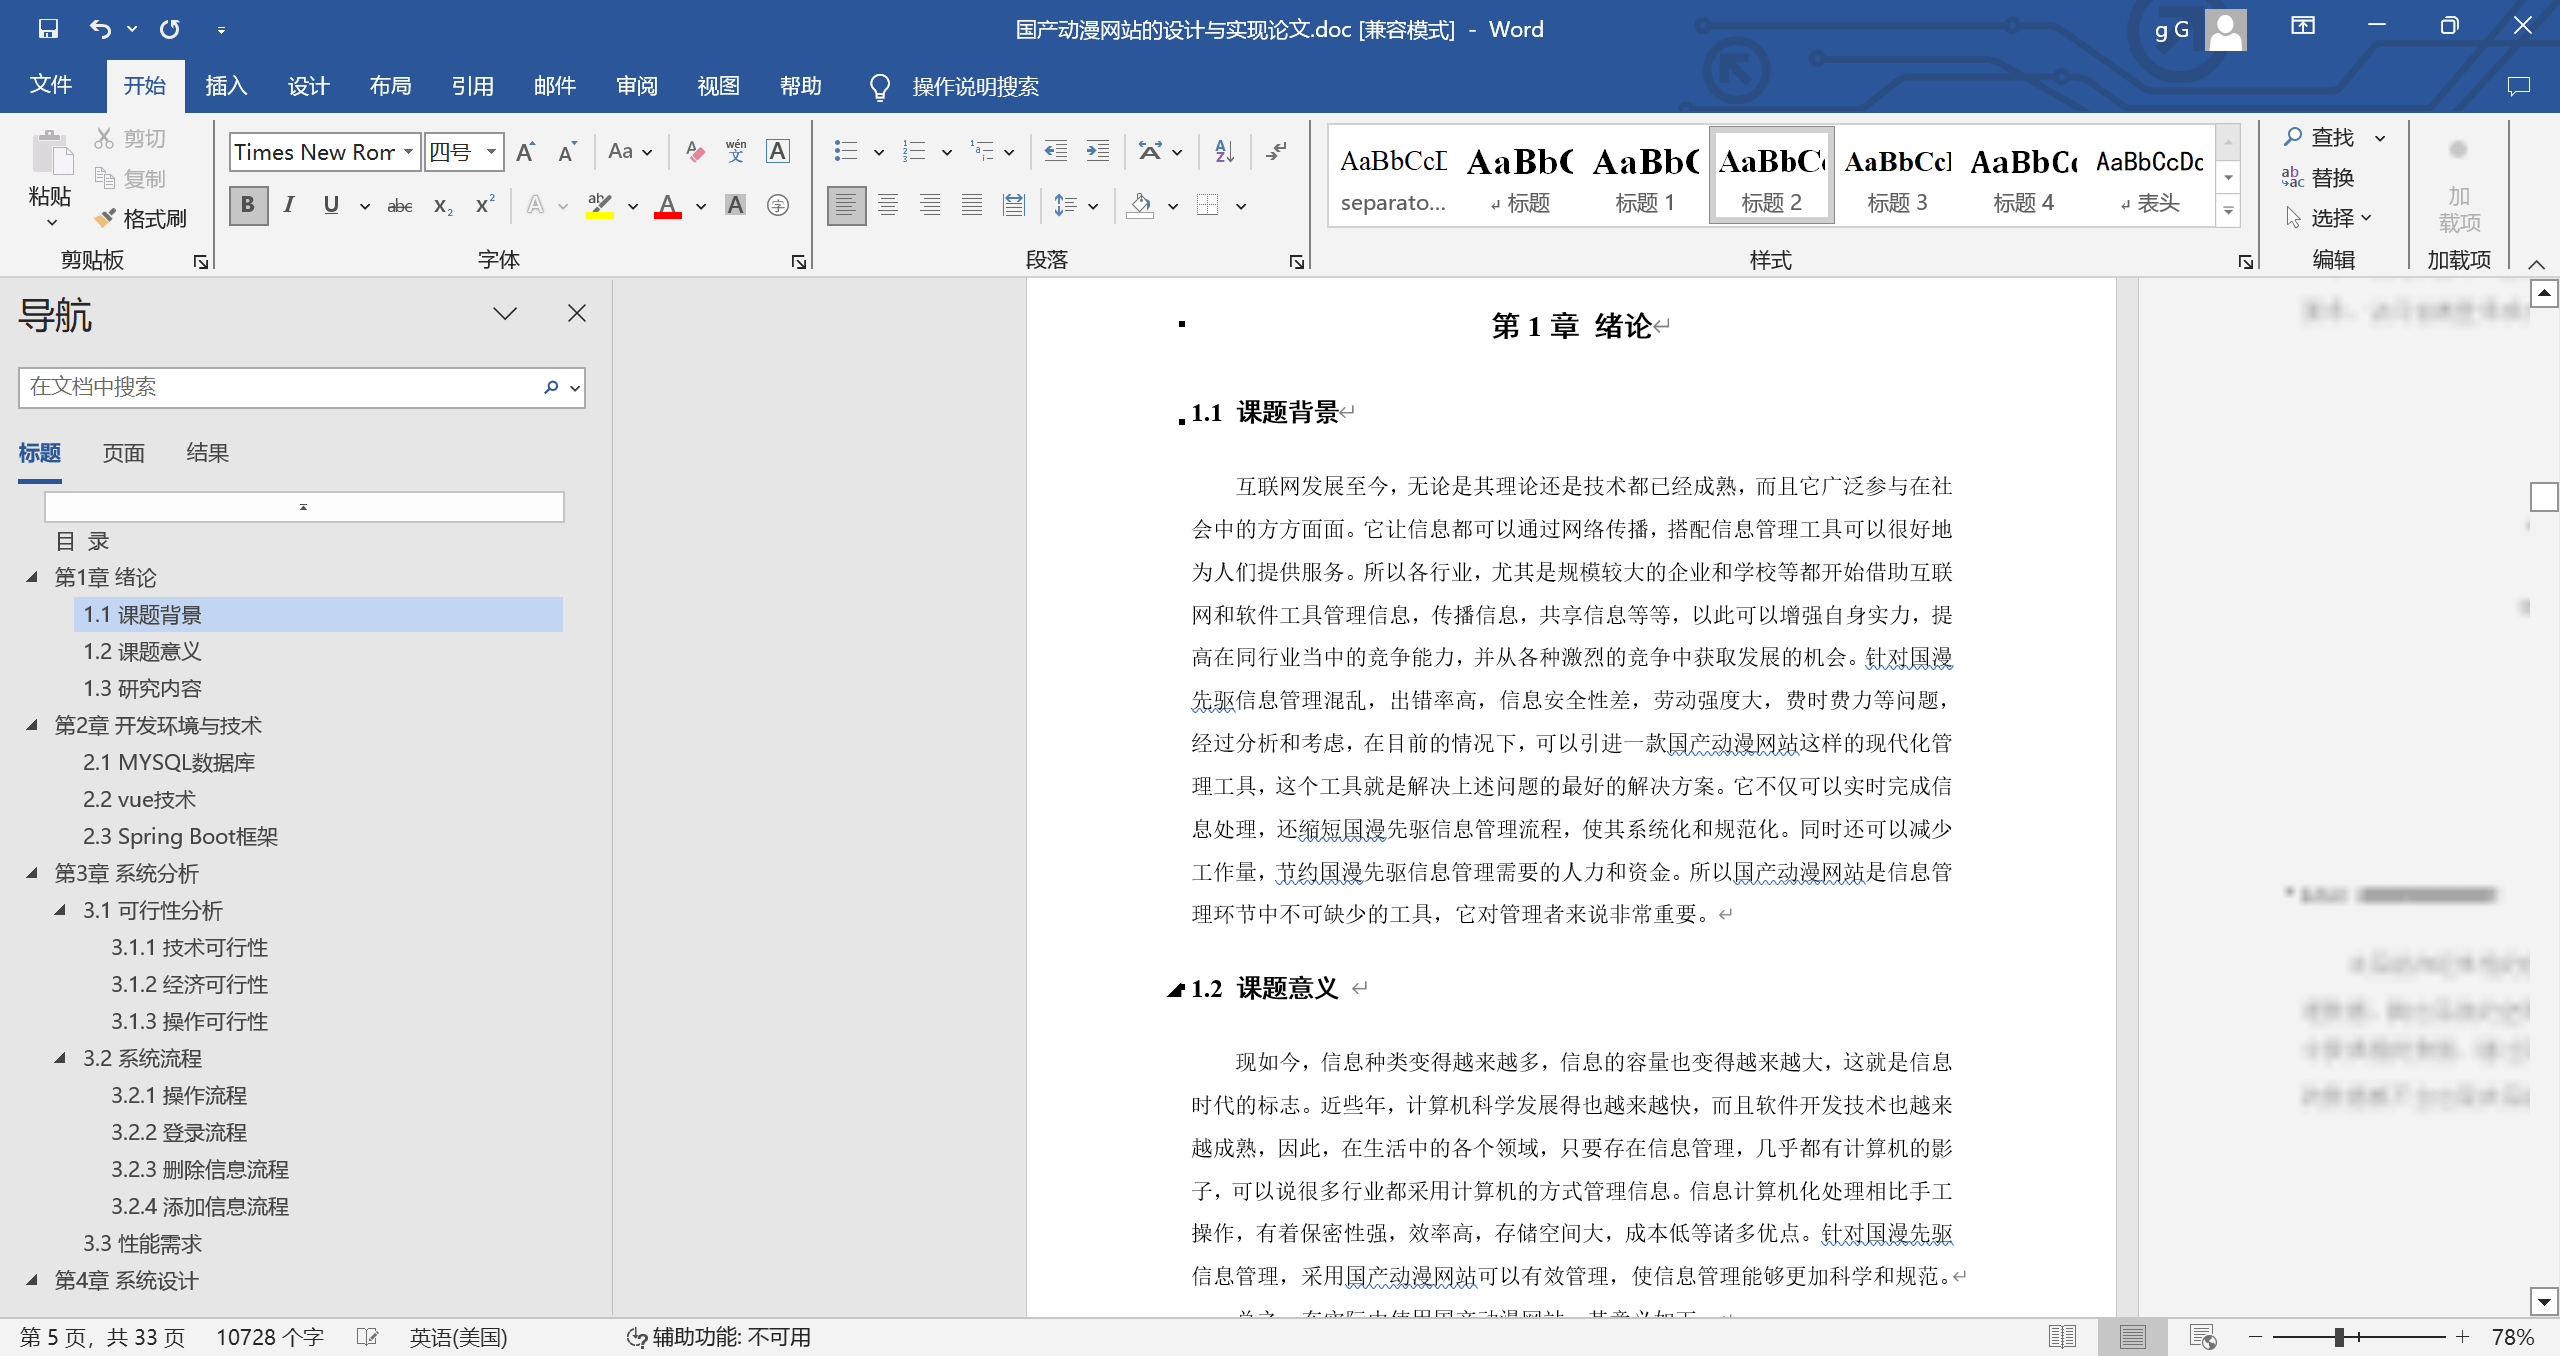 国产动漫网站的设计与实现论文.doc [兼容模式] - Word
g G
文件 开始 插入 设计 布局 引用 邮件 审阅 视图 帮助 操作说明搜索
粘贴
剪切
复制
格式刷
剪贴板
Times New Ror 四号
字体
段落
AaBbCcD AaBbC AaBbC AaBbC AaBbCcI AaBbCc AaBbCcDc
separato... 标题 标题 1 标题 2 标题 3 标题 4 表头
样式
查找
替换
选择
编辑
加
载项
加载项
导航
在文档中搜索
标题 页面 结果
目 录
第1章 绪论
1.1 课题背景
1.2 课题意义
1.3 研究内容
第2章 开发环境与技术
2.1 MYSQL数据库
2.2 vue技术
2.3 Spring Boot框架
第3章 系统分析
3.1 可行性分析
3.1.1 技术可行性
3.1.2 经济可行性
3.1.3 操作可行性
3.2 系统流程
3.2.1 操作流程
3.2.2 登录流程
3.2.3 删除信息流程
3.2.4 添加信息流程
3.3 性能需求
第4章 系统设计
第 1 章 绪论
1.1 课题背景
互联网发展至今，无论是其理论还是技术都已经成熟，而且它广泛参与在社
会中的方方面面。它让信息都可以通过网络传播，搭配信息管理工具可以很好地
为人们提供服务。所以各行业，尤其是规模较大的企业和学校等都开始借助互联
网和软件工具管理信息，传播信息，共享信息等等，以此可以增强自身实力，提
高在同行业当中的竞争能力，并从各种激烈的竞争中获取发展的机会。针对国漫
先驱信息管理混乱，出错率高，信息安全性差，劳动强度大，费时费力等问题，
经过分析和考虑，在目前的情况下，可以引进一款国产动漫网站这样的现代化管
理工具，这个工具就是解决上述问题的最好的解决方案。它不仅可以实时完成信
息处理，还缩短国漫先驱信息管理流程，使其系统化和规范化。同时还可以减少
工作量，节约国漫先驱信息管理需要的人力和资金。所以国产动漫网站是信息管
理环节中不可缺少的工具，它对管理者来说非常重要。
1.2 课题意义
现如今，信息种类变得越来越多，信息的容量也变得越来越大，这就是信息
时代的标志。近些年，计算机科学发展得也越来越快，而且软件开发技术也越来
越成熟，因此，在生活中的各个领域，只要存在信息管理，几乎都有计算机的影
子，可以说很多行业都采用计算机的方式管理信息。信息计算机化处理相比手工
操作，有着保密性强，效率高，存储空间大，成本低等诸多优点。针对国漫先驱
信息管理，采用国产动漫网站可以有效管理，使信息管理能够更加科学和规范。
第 5 页，共 33 页 10728 个字 英语(美国) 辅助功能: 不可用 78%